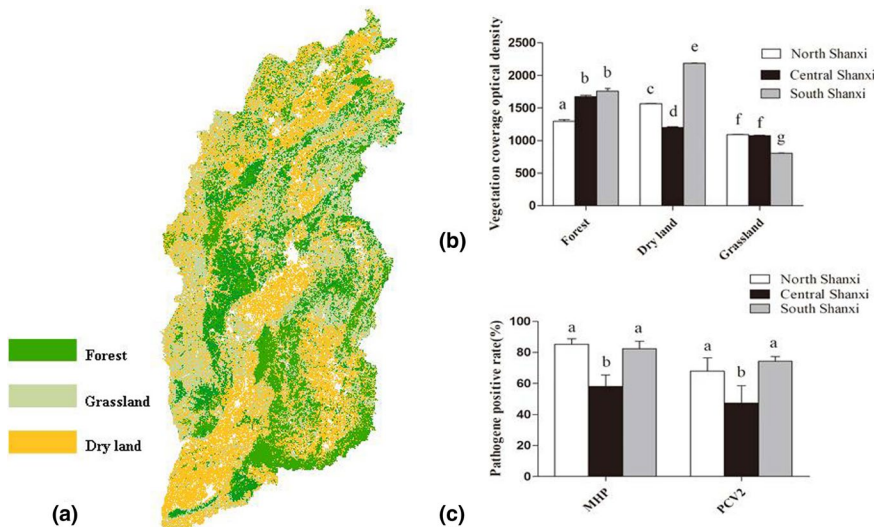 Forest
Grassland
Dry land
(a)
Vegetation coverage optical density
2500
2000
1500
1000
500
0
North Shanxi
Central Shanxi
South Shanxi
a
b
b
c
d
e
f
f
g
Forest
Dry land
Grassland
(b)
Pathogene positive rate(%)
100
80
60
40
20
0
North Shanxi
Central Shanxi
South Shanxi
a
b
a
a
b
a
MHP
PCV2
(c)